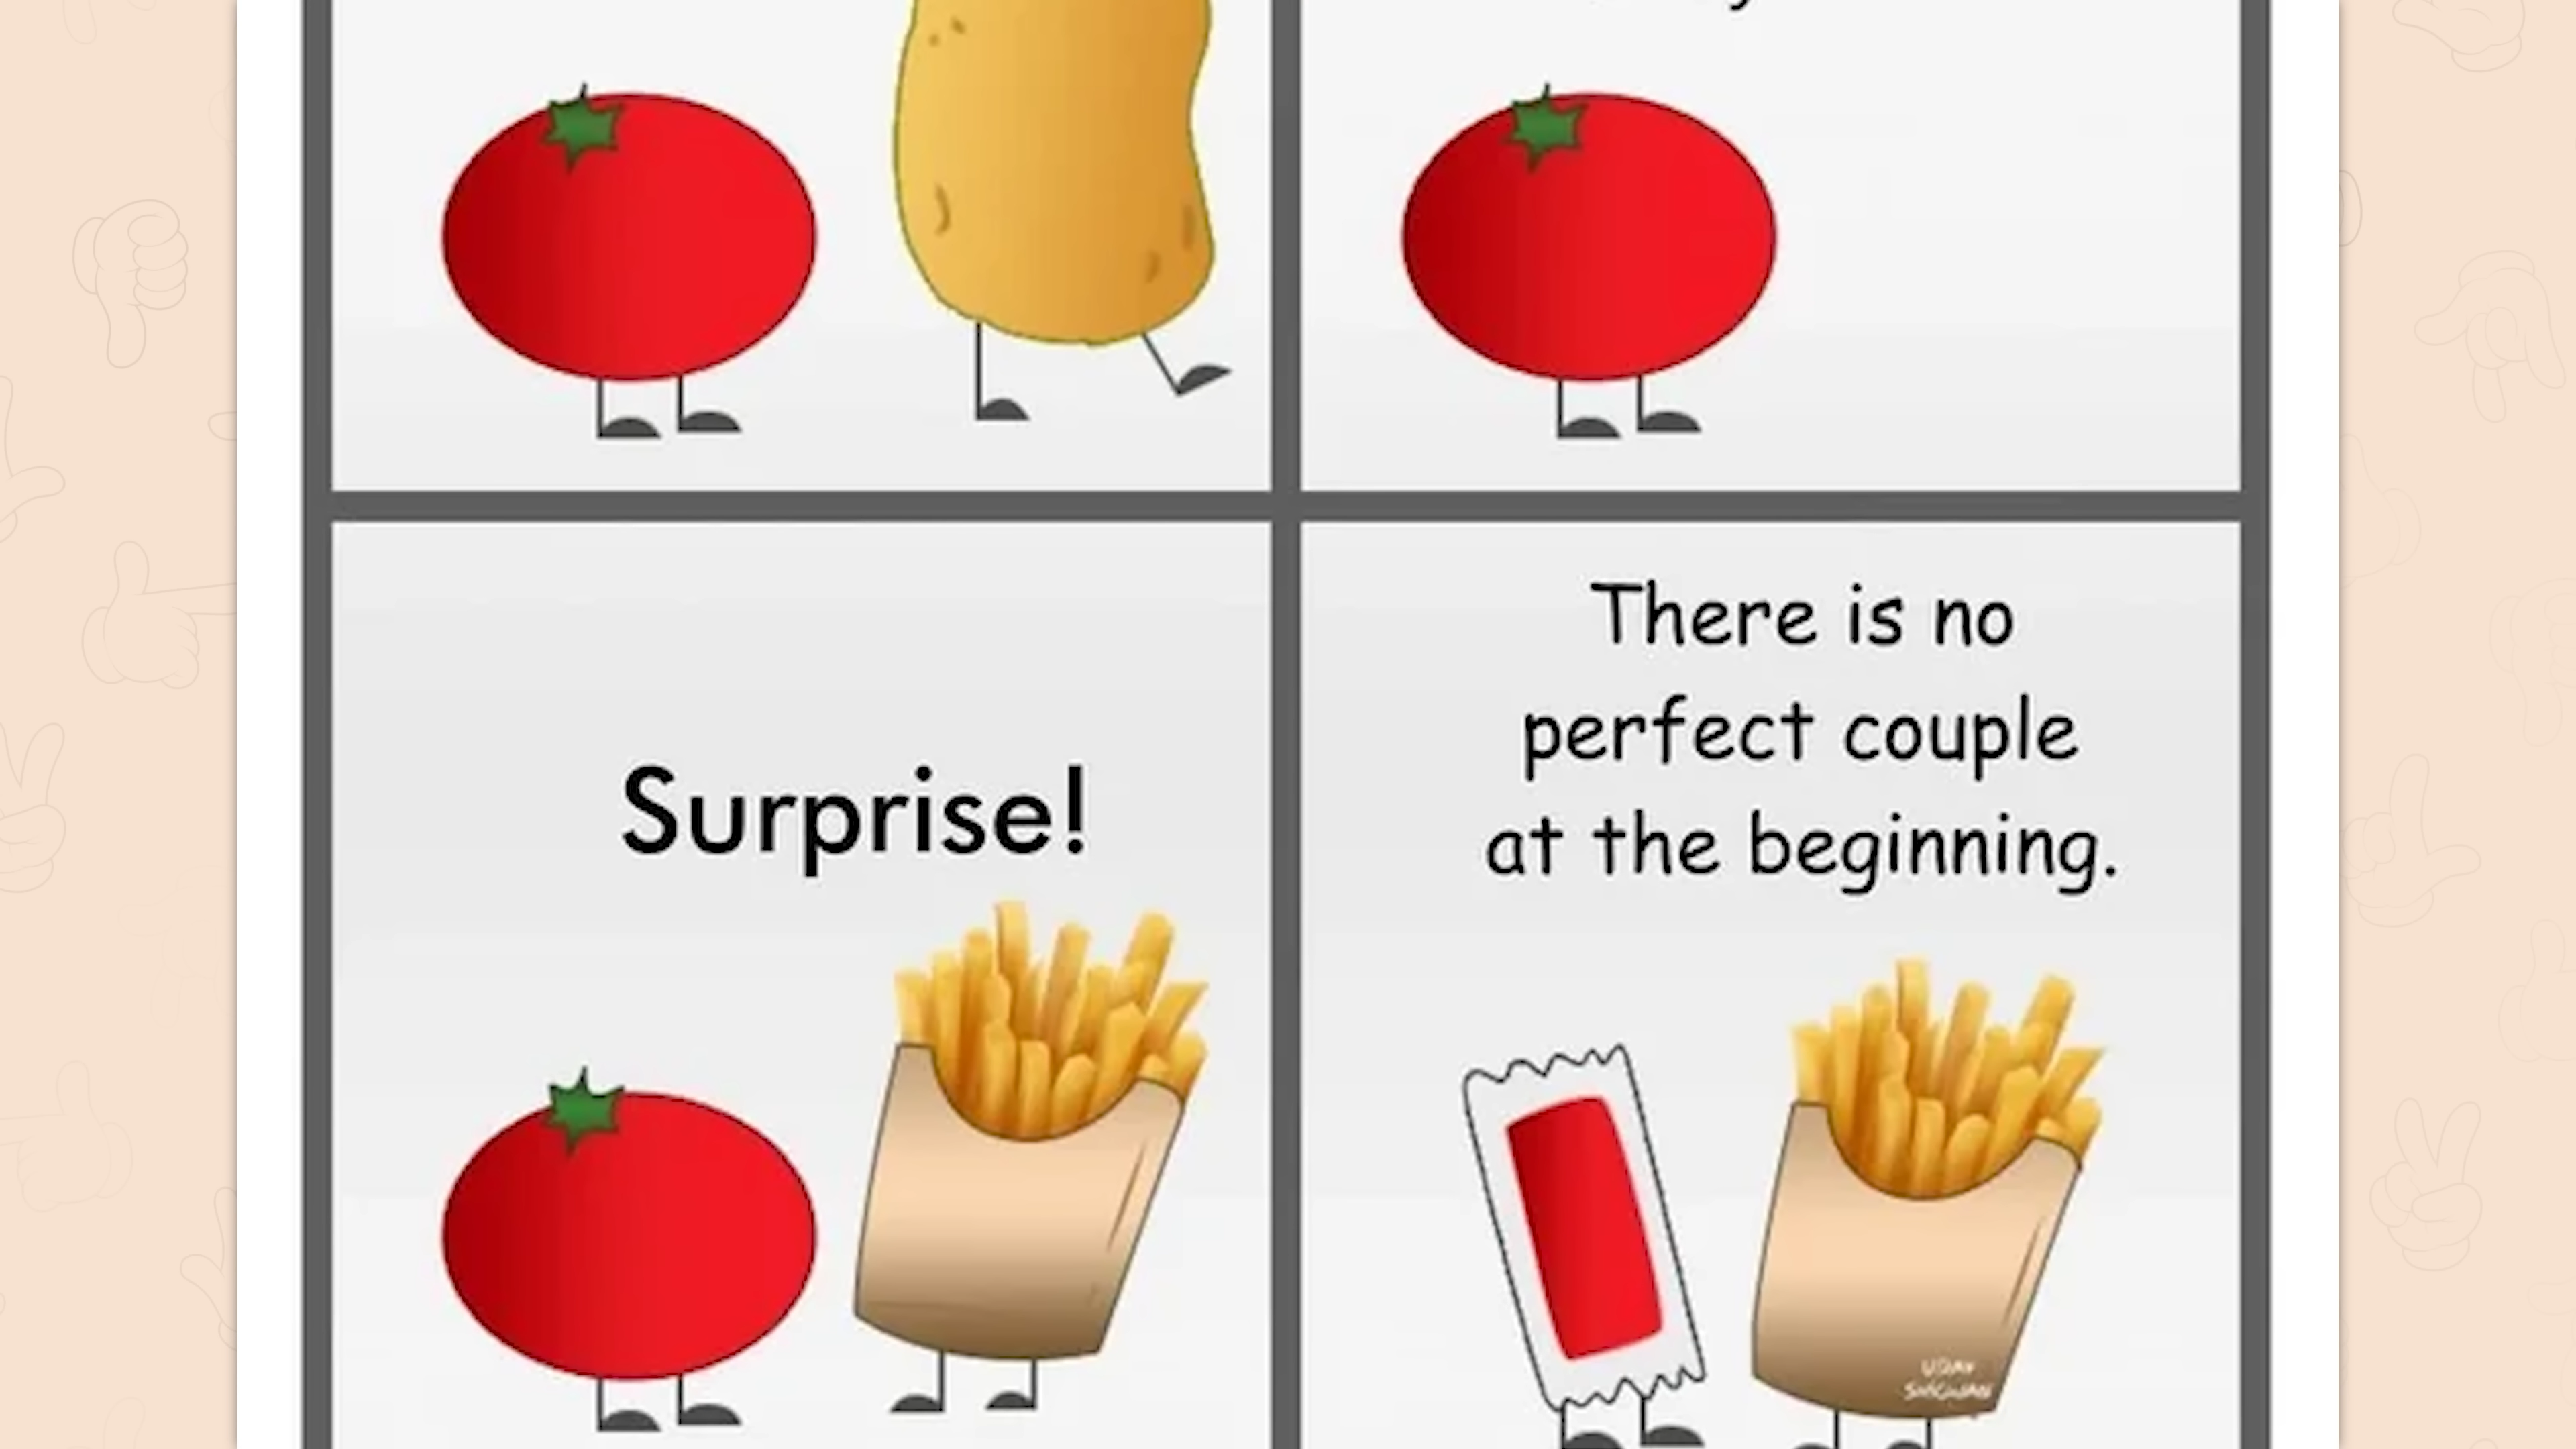 Surprise!
There is no
perfect couple
at the beginning.